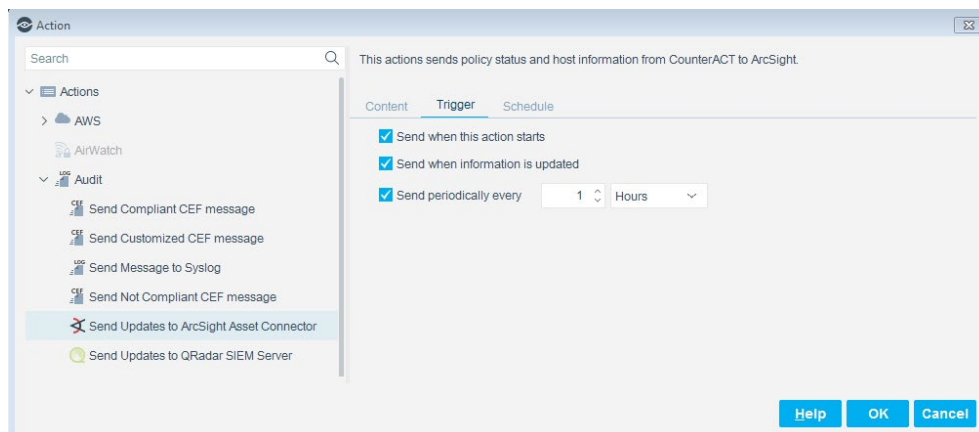 Action
Search
This actions sends policy status and host information from CounterACT to ArcSight.
Actions
AWS
AirWatch
Audit
Send Compliant CEF message
Send Customized CEF message
Send Message to Syslog
Send Not Compliant CEF message
Send Updates to ArcSight Asset Connector
Send Updates to QRadar SIEM Server
Content Trigger Schedule
Send when this action starts
Send when information is updated
Send periodically every 1 Hours
Help OK Cancel